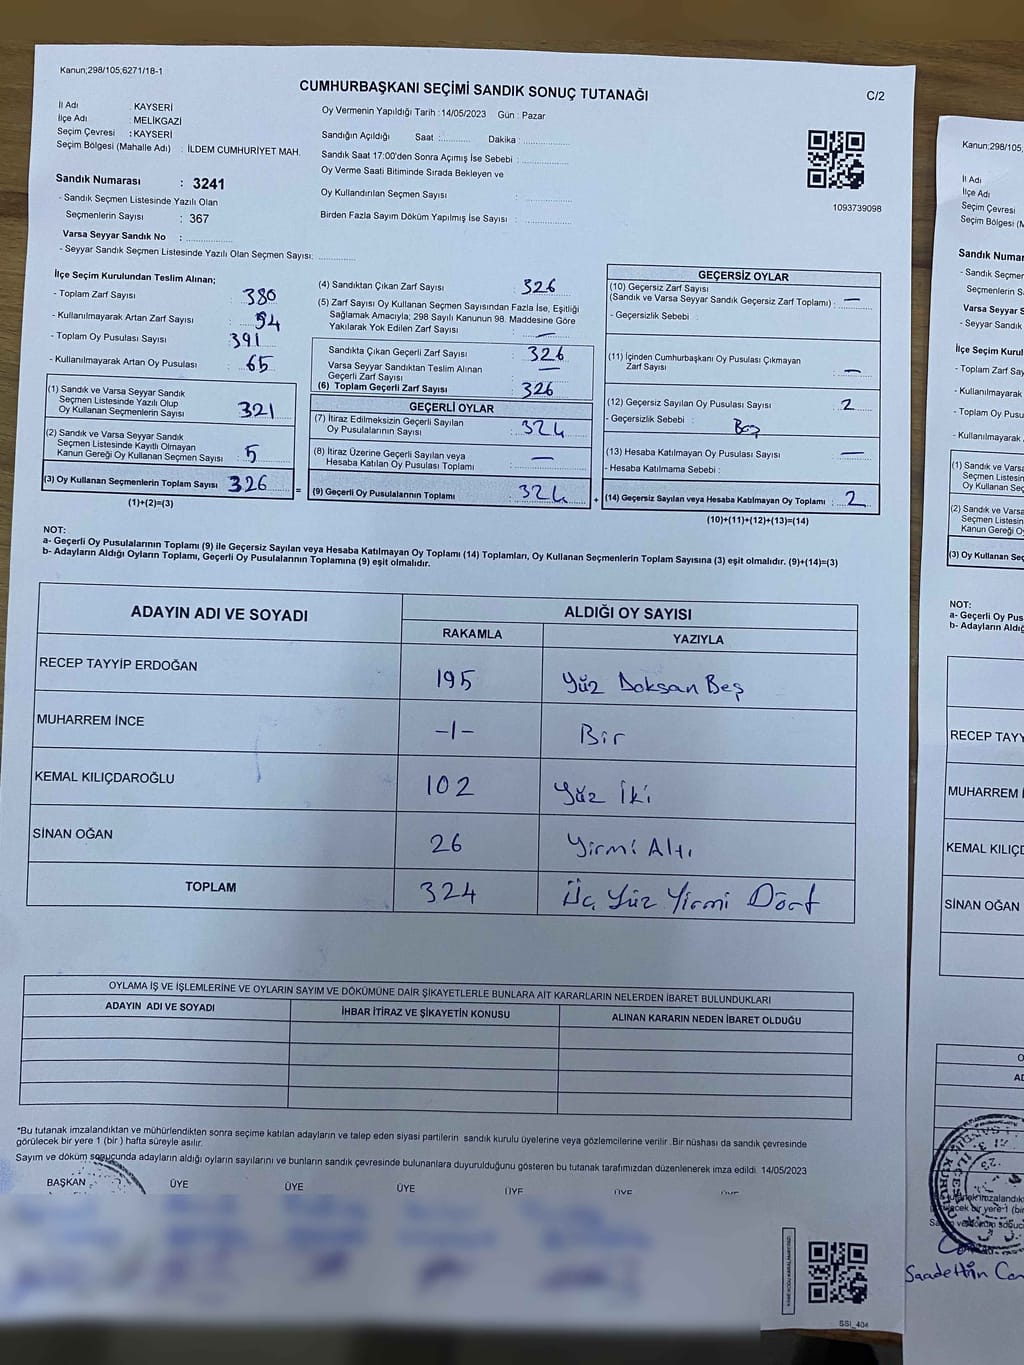 Kanun;298/105,6271/18-1
CUMHURBAŞKANI SEÇİMİ SANDIK SONUÇ TUTANAĞI
C/2
İl Adı : KAYSERİ
İlçe Adı : MELİKGAZİ
Seçim Çevresi : KAYSERİ
Seçim Bölgesi (Mahalle Adı) : İLDEM CUMHURİYET MAH.
Sandık Numarası : 3241
- Sandık Seçmen Listesinde Yazılı Olan
Seçmenlerin Sayısı : 367
Varsa Seyyar Sandık No :
- Seyyar Sandık Seçmen Listesinde Yazılı Olan Seçmen Sayısı:
Oy Vermenin Yapıldığı Tarih :14/05/2023 Gün : Pazar
Sandığın Açıldığı Saat : Dakika :
Sandık Saat 17:00'den Sonra Açımış İse Sebebi :
Oy Verme Saati Bitiminde Sırada Bekleyen ve
Oy Kullandırılan Seçmen Sayısı :
Birden Fazla Sayım Döküm Yapılmış İse Sayısı :
1093739098
İlçe Seçim Kurulundan Teslim Alınan;
- Toplam Zarf Sayısı : 380
- Kullanılmayarak Artan Zarf Sayısı : 54
- Toplam Oy Pusulası Sayısı : 391
- Kullanılmayarak Artan Oy Pusulası : 65
(1) Sandık ve Varsa Seyyar Sandık
Seçmen Listesinde Yazılı Olup
Oy Kullanan Seçmenlerin Sayısı : 321
(2) Sandık ve Varsa Seyyar Sandık
Seçmen Listesinde Kayıtlı Olmayan
Kanun Gereği Oy Kullanan Seçmen Sayısı : 5
(3) Oy Kullanan Seçmenlerin Toplam Sayısı : 326
(1)+(2)=(3)
(4) Sandıktan Çıkan Zarf Sayısı : 326
(5) Zarf Sayısı Oy Kullanan Seçmen Sayısından Fazla İse, Eşitliği
Sağlamak Amacıyla; 298 Sayılı Kanunun 98. Maddesine Göre
Yakılarak Yok Edilen Zarf Sayısı : —
Sandıkta Çıkan Geçerli Zarf Sayısı : 326
Varsa Seyyar Sandıktan Teslim Alınan
Geçerli Zarf Sayısı : —
(6) Toplam Geçerli Zarf Sayısı : 326
GEÇERLİ OYLAR
(7) İtiraz Edilmeksizin Geçerli Sayılan
Oy Pusulalarının Sayısı : 324
(8) İtiraz Üzerine Geçerli Sayılan veya
Hesaba Katılan Oy Pusulası Toplamı : —
= (9) Geçerli Oy Pusulalarının Toplamı : 324
GEÇERSİZ OYLAR
(10) Geçersiz Zarf Sayısı
(Sandık ve Varsa Seyyar Sandık Geçersiz Zarf Toplamı) : —
- Geçersizlik Sebebi :
(11) İçinden Cumhurbaşkanı Oy Pusulası Çıkmayan
Zarf Sayısı : —
(12) Geçersiz Sayılan Oy Pusulası Sayısı : 2
- Geçersizlik Sebebi : Boş
(13) Hesaba Katılmayan Oy Pusulası Sayısı : —
- Hesaba Katılmama Sebebi :
+ (14) Geçersiz Sayılan veya Hesaba Katılmayan Oy Toplamı : 2
(10)+(11)+(12)+(13)=(14)
NOT:
a- Geçerli Oy Pusulalarının Toplamı (9) ile Geçersiz Sayılan veya Hesaba Katılmayan Oy Toplamı (14) Toplamları, Oy Kullanan Seçmenlerin Toplam Sayısına (3) eşit olmalıdır. (9)+(14)=(3)
b- Adayların Aldığı Oyların Toplamı, Geçerli Oy Pusulalarının Toplamına (9) eşit olmalıdır.
ADAYIN ADI VE SOYADI
ALDIĞI OY SAYISI
RAKAMLA YAZIYLA
RECEP TAYYİP ERDOĞAN 195 Yüz Doksan Beş
MUHARREM İNCE -1- Bir
KEMAL KILIÇDAROĞLU 102 Yüz İki
SİNAN OĞAN 26 Yirmi Altı
TOPLAM 324 Üç Yüz Yirmi Dört
OYLAMA İŞ VE İŞLEMLERİNE VE OYLARIN SAYIM VE DÖKÜMÜNE DAİR ŞİKAYETLERLE BUNLARA AİT KARARLARIN NELERDEN İBARET BULUNDUKLARI
ADAYIN ADI VE SOYADI İHBAR İTİRAZ VE ŞİKAYETİN KONUSU ALINAN KARARIN NEDEN İBARET OLDUĞU
*Bu tutanak imzalandıktan ve mühürlendikten sonra seçime katılan adayların ve talep eden siyasi partilerin sandık kurulu üyelerine veya gözlemcilerine verilir .Bir nüshası da sandık çevresinde
görülecek bir yere 1 (bir ) hafta süreyle asılır.
Sayım ve döküm sonucunda adayların aldığı oyların sayılarını ve bunların sandık çevresinde bulunanlara duyurulduğunu gösteren bu tutanak tarafımızdan düzenlenerek imza edildi 14/05/2023
BAŞKAN ÜYE ÜYE ÜYE ÜYE ÜYE
Kanun;298/105,
İl Adı
İlçe Adı
Seçim Çevresi
Seçim Bölgesi (M
Sandık Numar
- Sandık Seçmen
Seçmenlerin
Varsa Seyyar S
- Seyyar Sandık
İlçe Seçim Kuru
- Toplam Zarf Sa
- Kullanılmayarak
- Toplam Oy Pusu
- Kullanılmayarak
(1) Sandık ve Varsa
Seçmen Listesin
Oy Kullanan Seç
(2) Sandık ve Varsa
Seçmen Listesin
Kanun Gereği O
(3) Oy Kullanan Seç
NOT:
a- Geçerli Oy Pus
b- Adayların Aldığ
RECEP TAYY
MUHARREM İ
KEMAL KILIÇD
SİNAN OĞAN
Saadettin